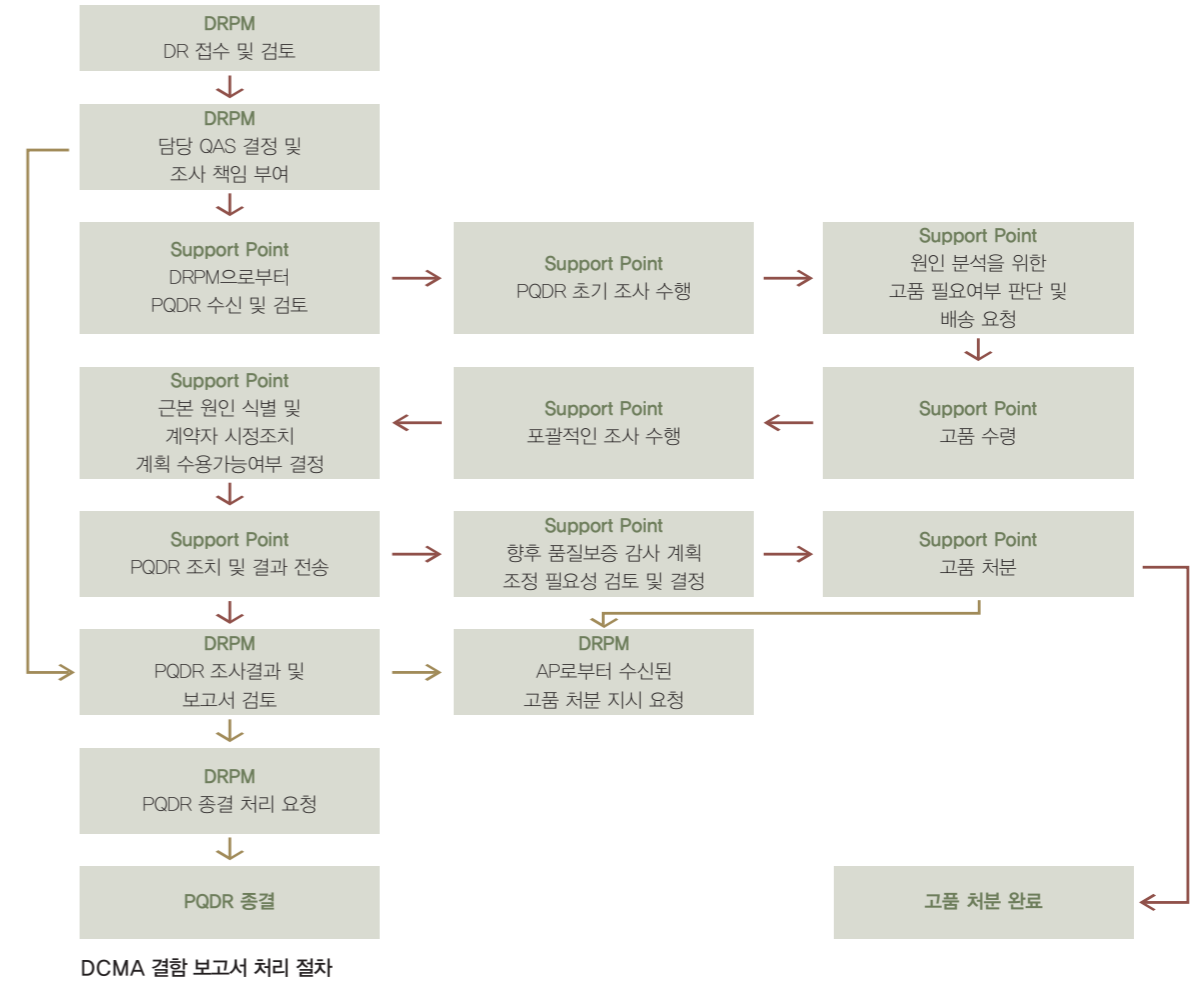 DRPM
DR 접수 및 검토
DRPM
담당 QAS 결정 및
조사 책임 부여
Support Point
DRPM으로부터
PQDR 수신 및 검토
Support Point
PQDR 초기 조사 수행
Support Point
원인 분석을 위한
고품 필요여부 판단 및
배송 요청
Support Point
근본 원인 식별 및
계약자 시정조치
계획 수용가능여부 결정
Support Point
포괄적인 조사 수행
Support Point
고품 수령
Support Point
PQDR 조치 및 결과 전송
Support Point
향후 품질보증 감사 계획
조정 필요성 검토 및 결정
Support Point
고품 처분
DRPM
PQDR 조사결과 및
보고서 검토
DRPM
AP로부터 수신된
고품 처분 지시 요청
DRPM
PQDR 종결 처리 요청
PQDR 종결
고품 처분 완료
DCMA 결함 보고서 처리 절차